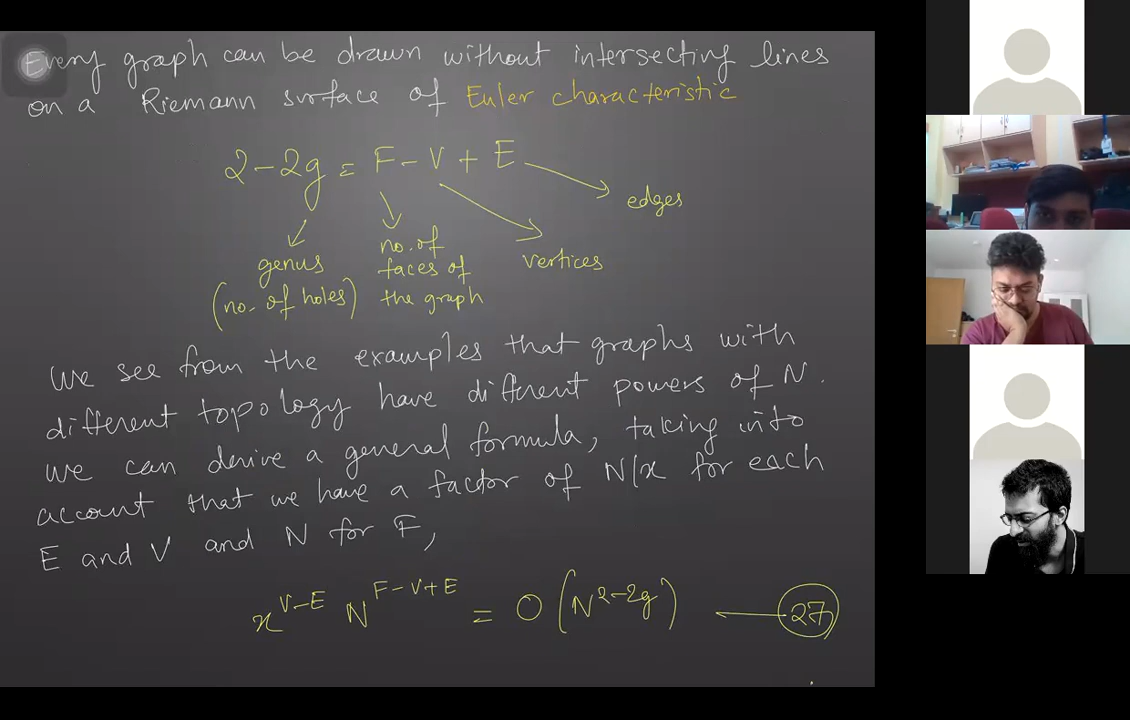 Every graph can be drawn without intersecting lines
on a Riemann surface of Euler characteristic
2-2g = F-V+E
edges
genus
(no. of holes)
no. of
faces of
the graph
vertices
We see from the examples that graphs with
different topology have different powers of N.
We can derive a general formula, taking into
account that we have a factor of N/x for each
E and V and N for F,
x^{V-E} N^{F-V+E} = O(N^{2-2g}) 27